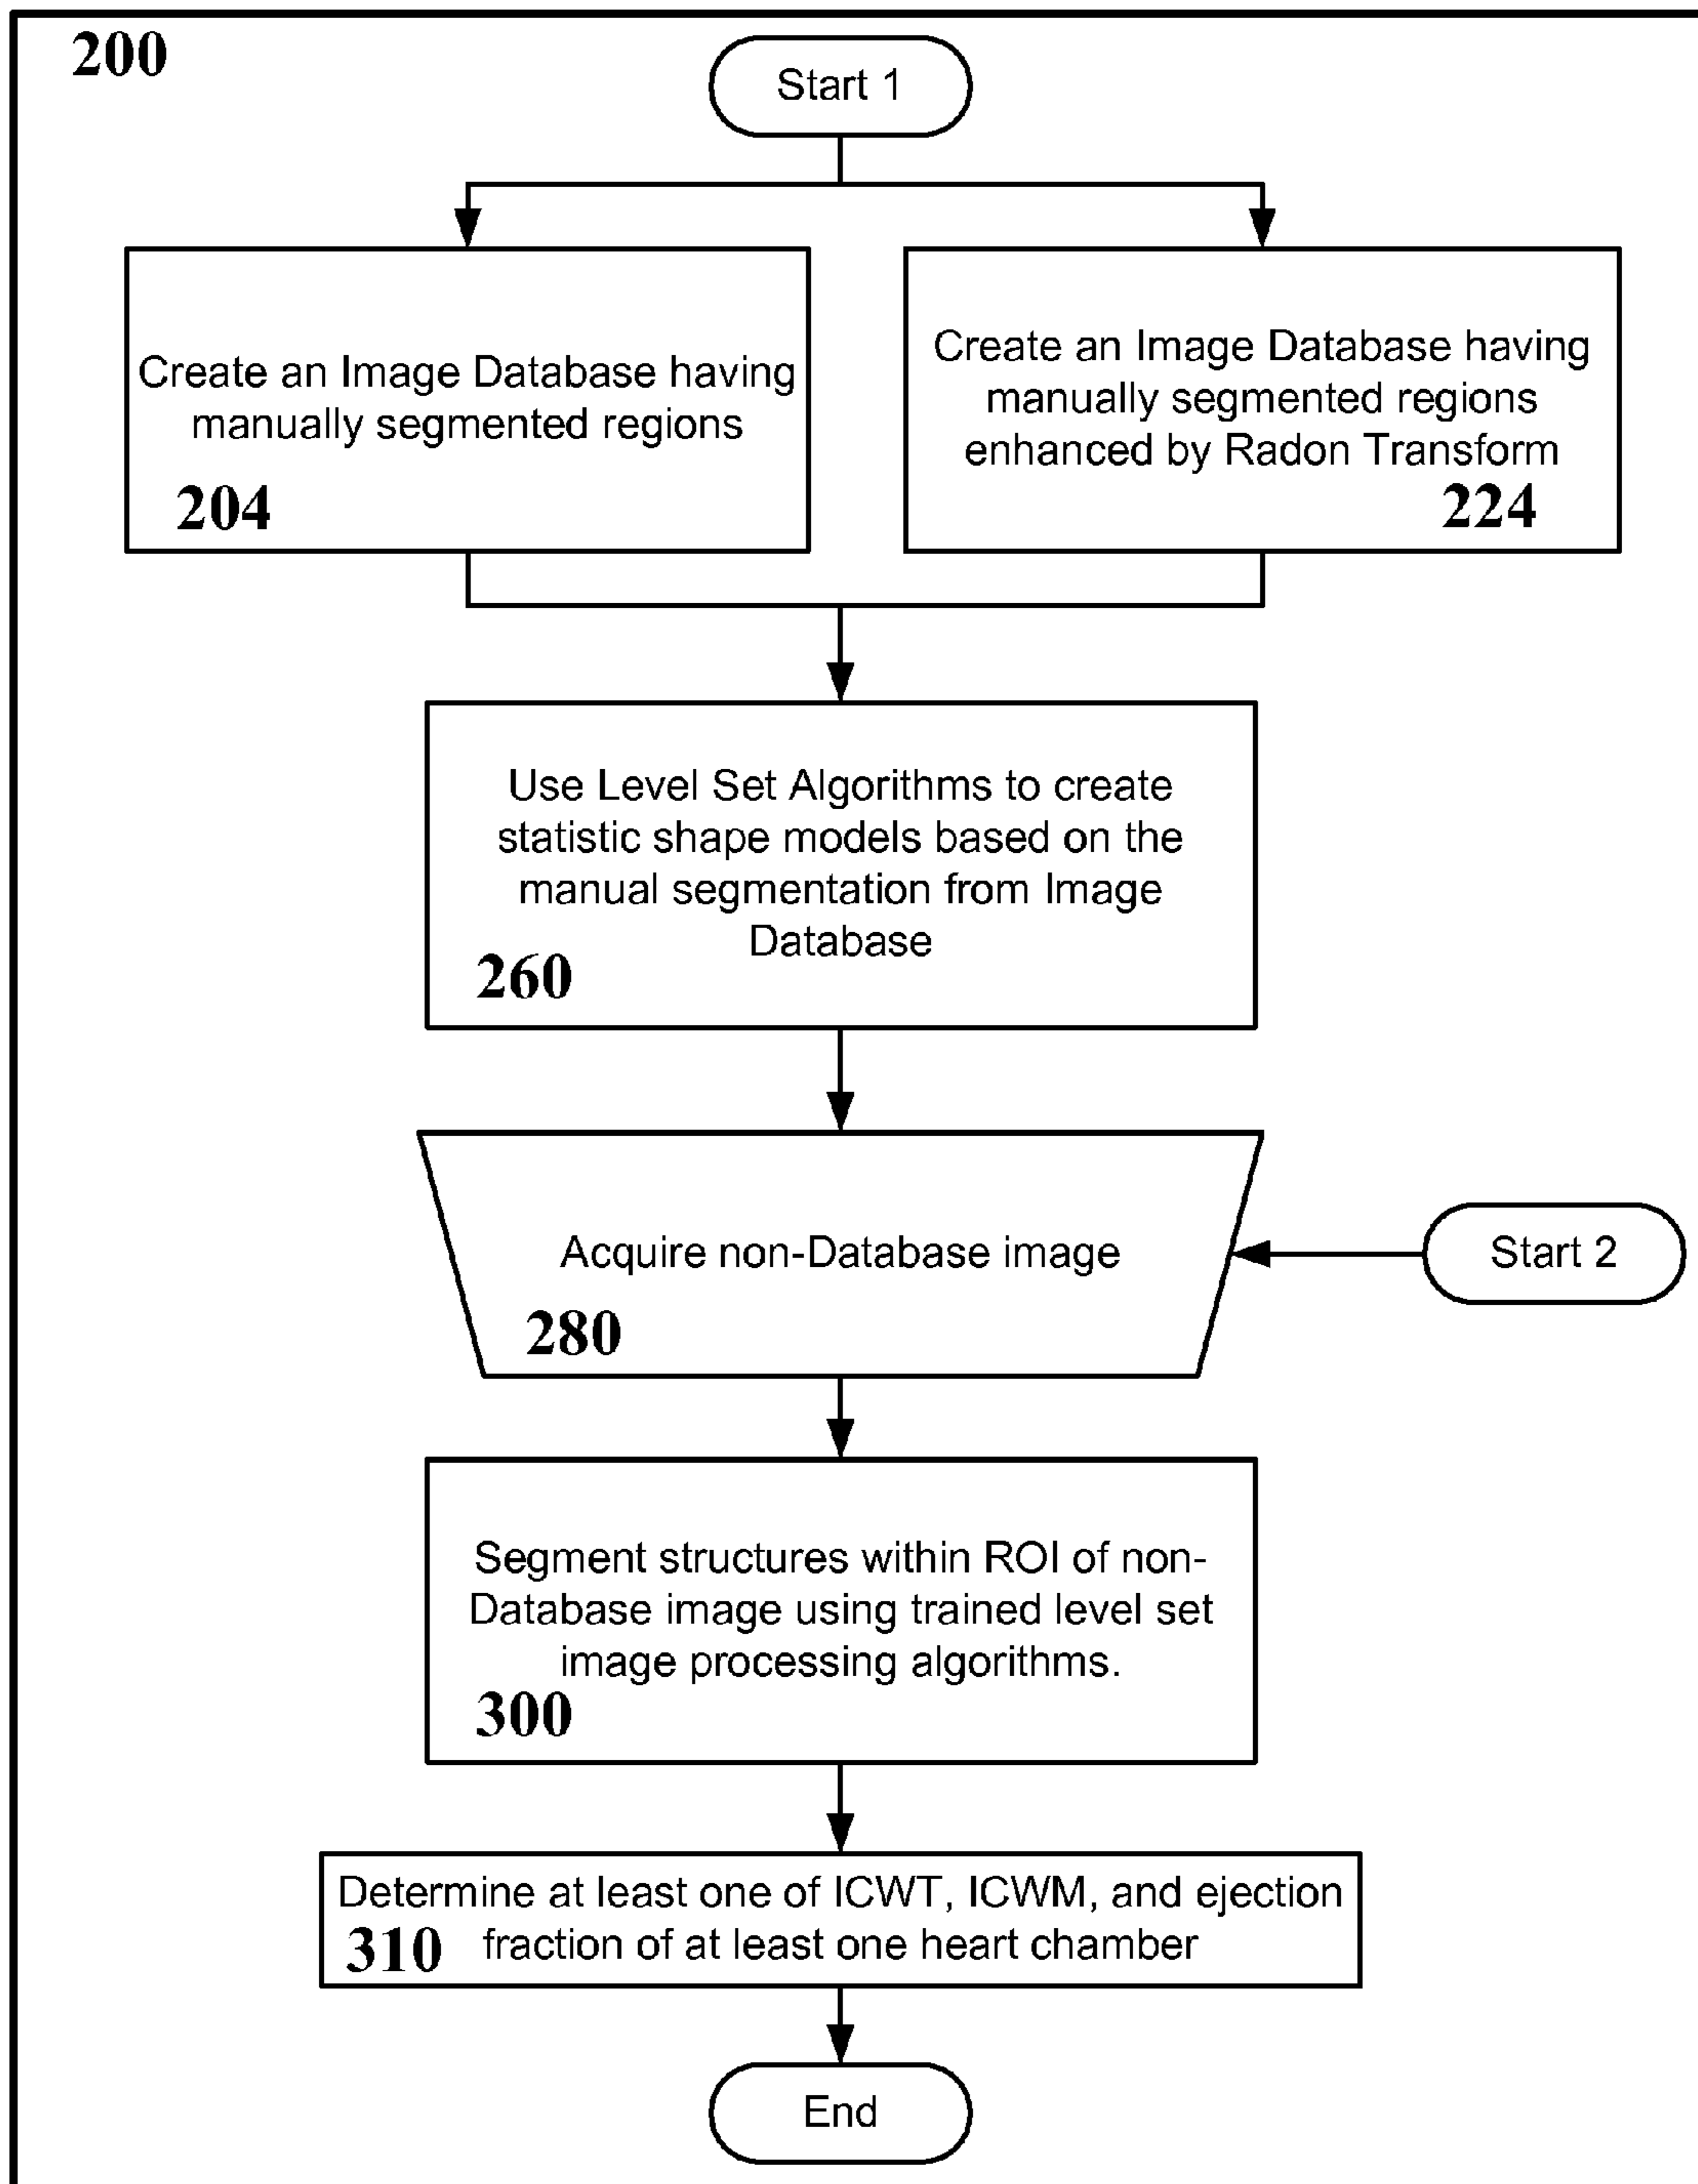 200
Start 1
Create an Image Database having
manually segmented regions
204
Create an Image Database having
manually segmented regions
enhanced by Radon Transform
224
Use Level Set Algorithms to create
statistic shape models based on the
manual segmentation from Image
Database
260
Acquire non-Database image
280
Start 2
Segment structures within ROI of non-
Database image using trained level set
image processing algorithms.
300
Determine at least one of ICWT, ICWM, and ejection
310 fraction of at least one heart chamber
End